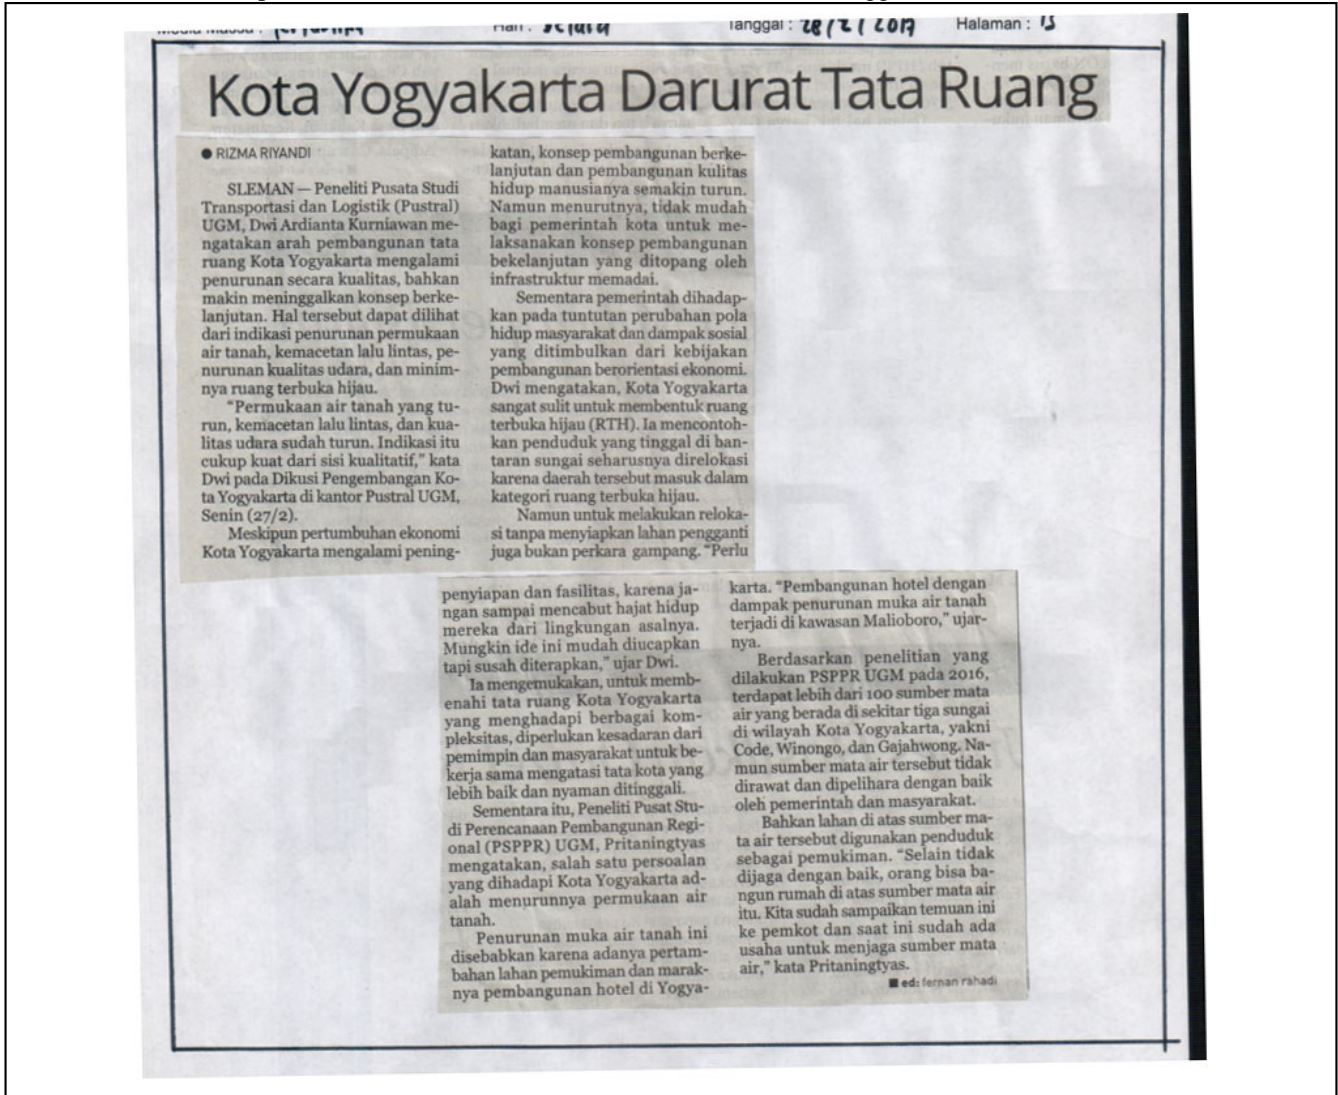 Hari :
Tanggal : 28/2/2017
Halaman : 13
Kota Yogyakarta Darurat Tata Ruang
● RIZMA RIYANDI
SLEMAN — Peneliti Pusata Studi
Transportasi dan Logistik (Pustral)
UGM, Dwi Ardianta Kurniawan me-
ngatakan arah pembangunan tata
ruang Kota Yogyakarta mengalami
penurunan secara kualitas, bahkan
makin meninggalkan konsep berke-
lanjutan. Hal tersebut dapat dilihat
dari indikasi penurunan permukaan
air tanah, kemacetan lalu lintas, pe-
nurunan kualitas udara, dan minim-
nya ruang terbuka hijau.
“Permukaan air tanah yang tu-
run, kemacetan lalu lintas, dan kua-
litas udara sudah turun. Indikasi itu
cukup kuat dari sisi kualitatif,” kata
Dwi pada Dikusi Pengembangan Ko-
ta Yogyakarta di kantor Pustral UGM,
Senin (27/2).
Meskipun pertumbuhan ekonomi
Kota Yogyakarta mengalami pening-
katan, konsep pembangunan berke-
lanjutan dan pembangunan kulitas
hidup manusianya semakin turun.
Namun menurutnya, tidak mudah
bagi pemerintah kota untuk me-
laksanakan konsep pembangunan
bekelanjutan yang ditopang oleh
infrastruktur memadai.
Sementara pemerintah dihadap-
kan pada tuntutan perubahan pola
hidup masyarakat dan dampak sosial
yang ditimbulkan dari kebijakan
pembangunan berorientasi ekonomi.
Dwi mengatakan, Kota Yogyakarta
sangat sulit untuk membentuk ruang
terbuka hijau (RTH). Ia mencontoh-
kan penduduk yang tinggal di ban-
taran sungai seharusnya direlokasi
karena daerah tersebut masuk dalam
kategori ruang terbuka hijau.
Namun untuk melakukan reloka-
si tanpa menyiapkan lahan pengganti
juga bukan perkara gampang. “Perlu
penyiapan dan fasilitas, karena ja-
ngan sampai mencabut hajat hidup
mereka dari lingkungan asalnya.
Mungkin ide ini mudah diucapkan
tapi susah diterapkan,” ujar Dwi.
Ia mengemukakan, untuk memb-
enahi tata ruang Kota Yogyakarta
yang menghadapi berbagai kom-
pleksitas, diperlukan kesadaran dari
pemimpin dan masyarakat untuk be-
kerja sama mengatasi tata kota yang
lebih baik dan nyaman ditinggali.
Sementara itu, Peneliti Pusat Stu-
di Perencanaan Pembangunan Regi-
onal (PSPPR) UGM, Pritaningtyas
mengatakan, salah satu persoalan
yang dihadapi Kota Yogyakarta ad-
alah menurunnya permukaan air
tanah.
Penurunan muka air tanah ini
disebabkan karena adanya pertam-
bahan lahan pemukiman dan marak-
nya pembangunan hotel di Yogya-
karta. “Pembangunan hotel dengan
dampak penurunan muka air tanah
terjadi di kawasan Malioboro,” ujar-
nya.
Berdasarkan penelitian yang
dilakukan PSPPR UGM pada 2016,
terdapat lebih dari 100 sumber mata
air yang berada di sekitar tiga sungai
di wilayah Kota Yogyakarta, yakni
Code, Winongo, dan Gajahwong. Na-
mun sumber mata air tersebut tidak
dirawat dan dipelihara dengan baik
oleh pemerintah dan masyarakat.
Bahkan lahan di atas sumber ma-
ta air tersebut digunakan penduduk
sebagai pemukiman. “Selain tidak
dijaga dengan baik, orang bisa ba-
ngun rumah di atas sumber mata air
itu. Kita sudah sampaikan temuan ini
ke pemkot dan saat ini sudah ada
usaha untuk menjaga sumber mata
air,” kata Pritaningtyas.
■ ed: fernan rahadi